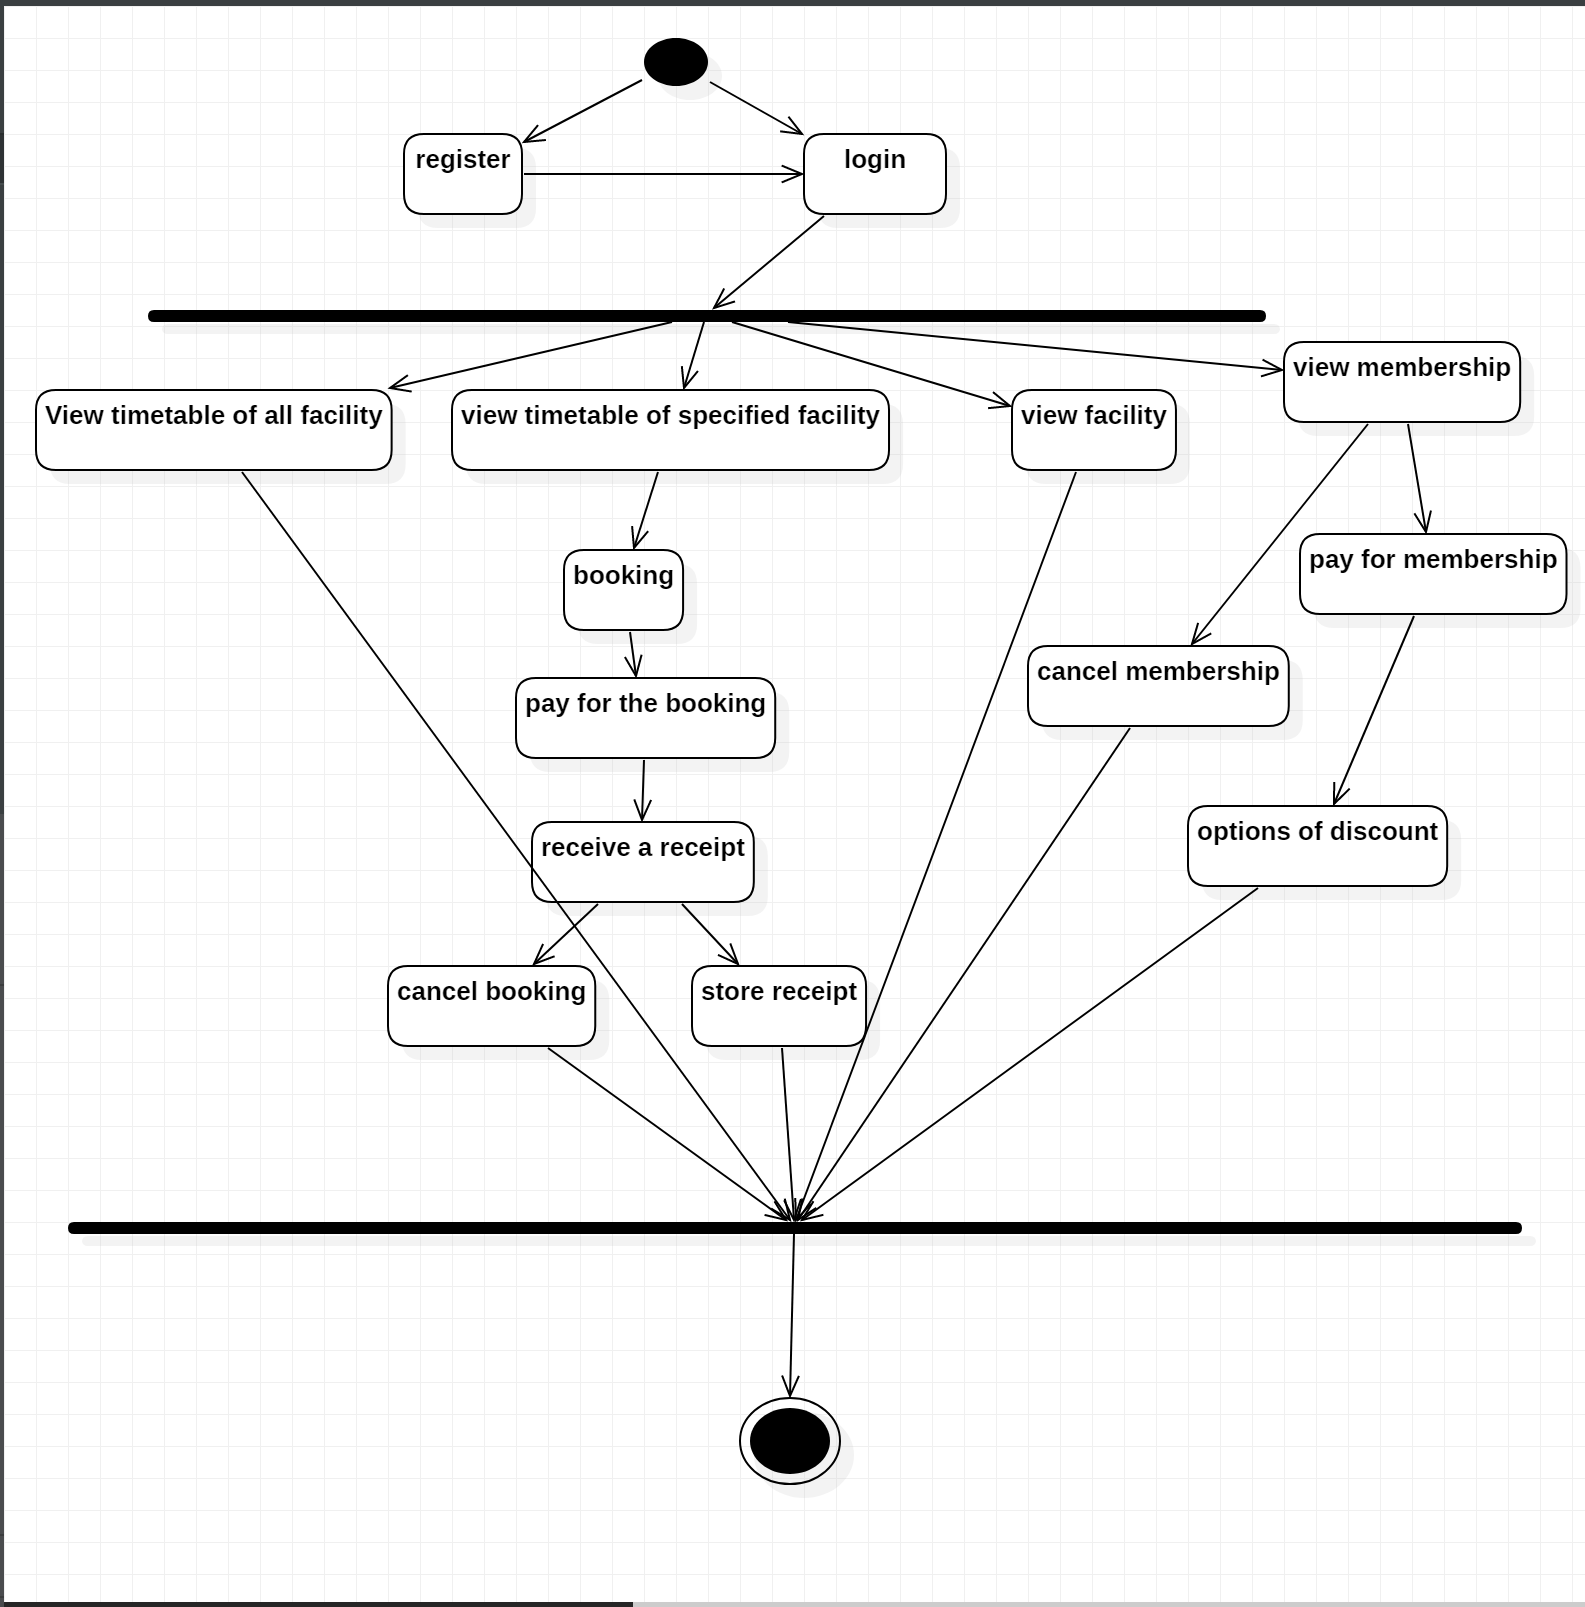 register
login
view membership
View timetable of all facility
view timetable of specified facility
view facility
booking
pay for membership
cancel membership
pay for the booking
receive a receipt
options of discount
cancel booking
store receipt